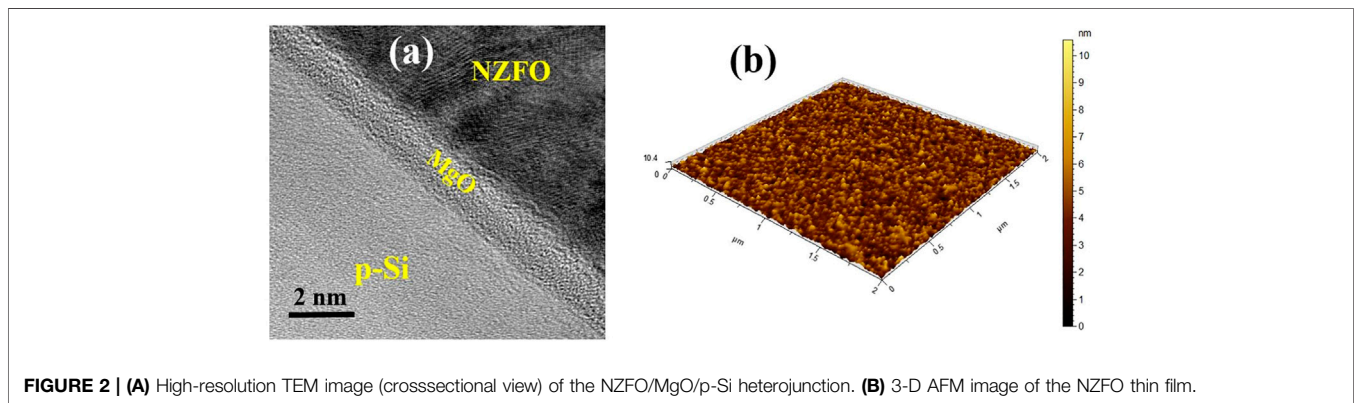 (a)
NZFO
MgO
p-Si
2 nm
(b)
10.4
0
0
0.5
1
1.5
2
µm
0
0.5
1
1.5
2
µm
nm
10
9
8
7
6
5
4
3
2
1
0
FIGURE 2 | (A) High-resolution TEM image (crosssectional view) of the NZFO/MgO/p-Si heterojunction. (B) 3-D AFM image of the NZFO thin film.